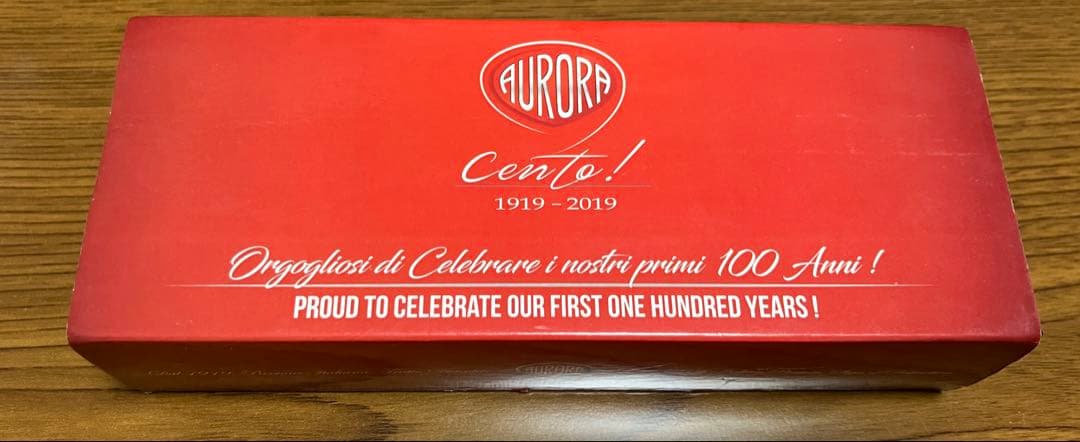 AURORA
Cento!
1919 - 2019
Orgogliosi di Celebrare i nostri primi 100 Anni !
PROUD TO CELEBRATE OUR FIRST ONE HUNDRED YEARS !
AURORA